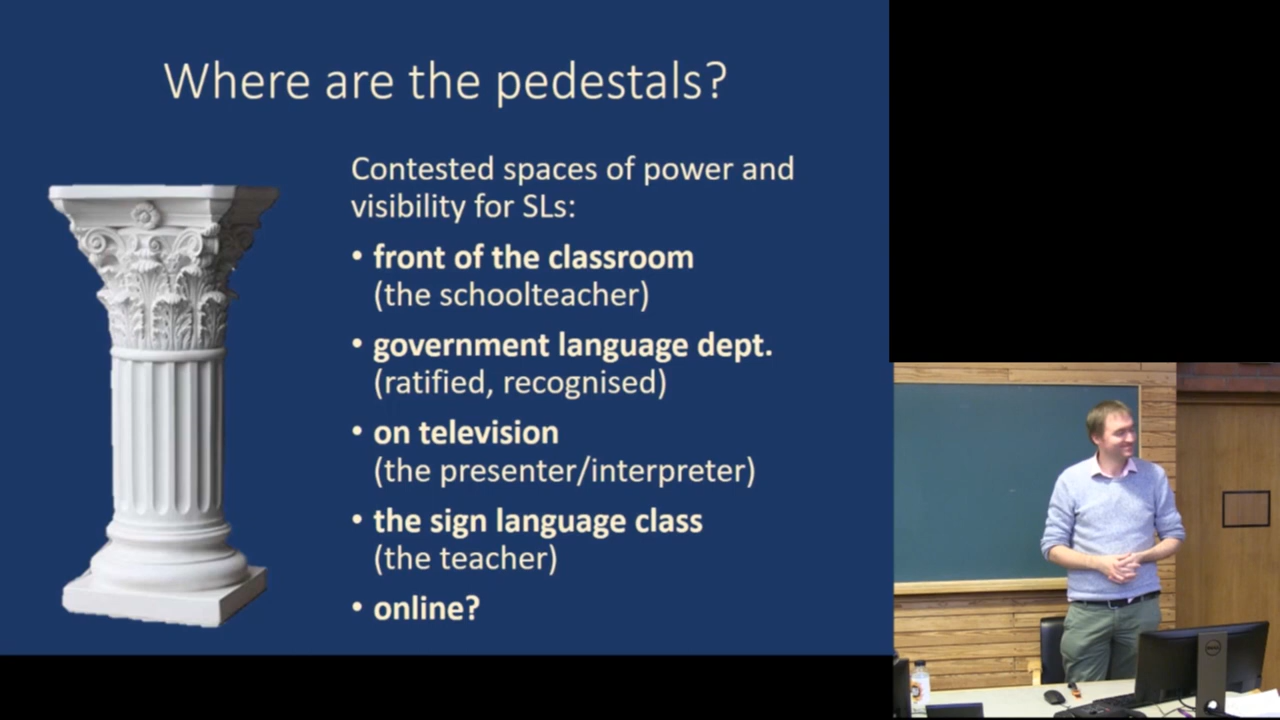 Where are the pedestals?
Contested spaces of power and
visibility for SLs:
• front of the classroom
(the schoolteacher)
• government language dept.
(ratified, recognised)
• on television
(the presenter/interpreter)
• the sign language class
(the teacher)
• online?
DELL